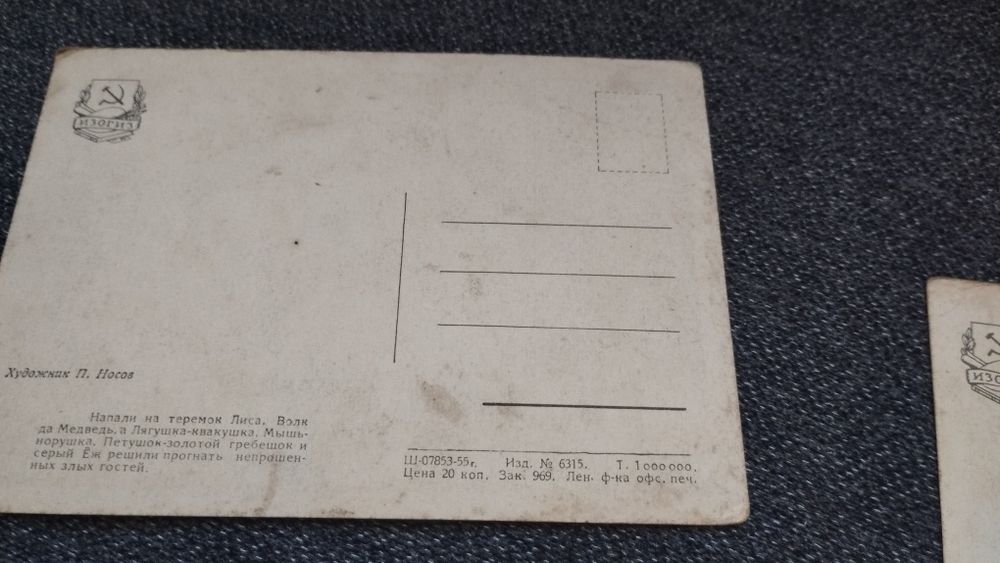 ИЗОГИЗ
Художник П. Носов
Напали на теремок Лиса, Волк
да Медведь, а Лягушка-квакушка, Мышь-
норушка, Петушок-золотой гребешок и
серый Ёж решили прогнать непрошен-
ных злых гостей.
Ш-07853-55г. Изд. № 6315. Т. 1 000 000.
Цена 20 коп. Зак. 969. Лен. ф-ка офс. печ.
ИЗОГ